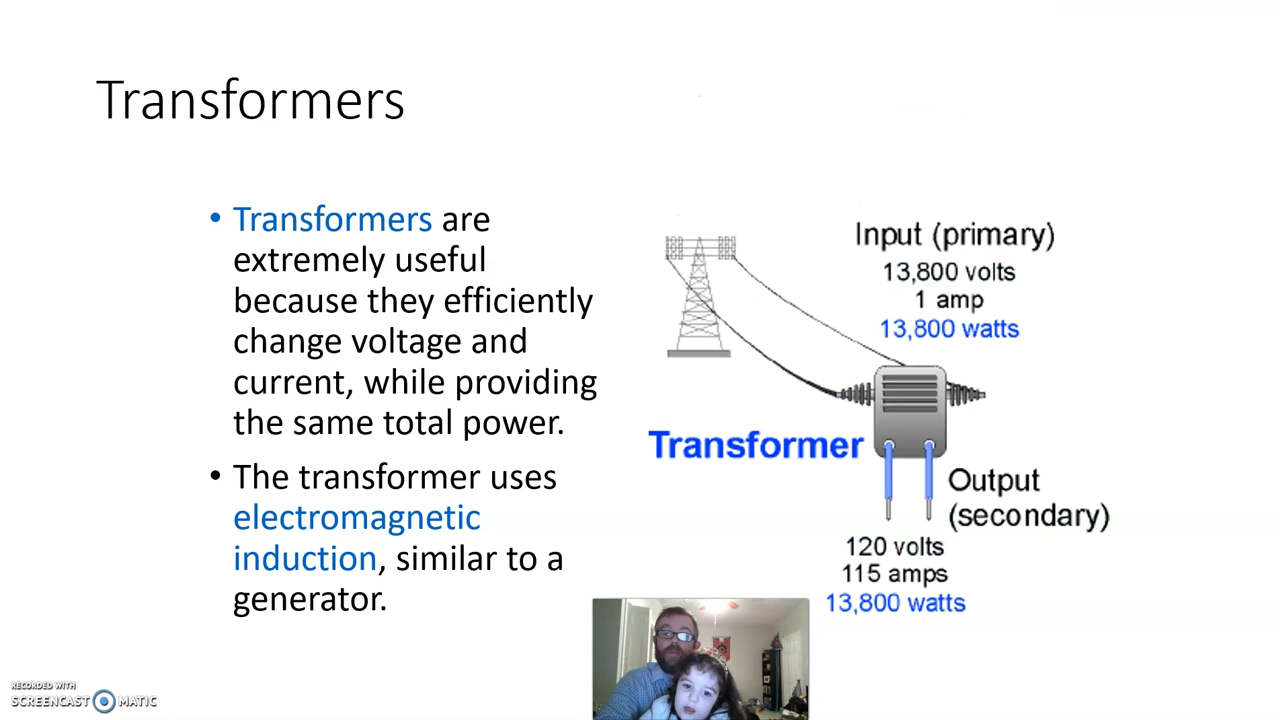 Transformers
• Transformers are
extremely useful
because they efficiently
change voltage and
current, while providing
the same total power.
• The transformer uses
electromagnetic
induction, similar to a
generator.
Input (primary)
13,800 volts
1 amp
13,800 watts
Transformer
Output
(secondary)
120 volts
115 amps
13,800 watts
RECORDED WITH
SCREENCAST MATIC